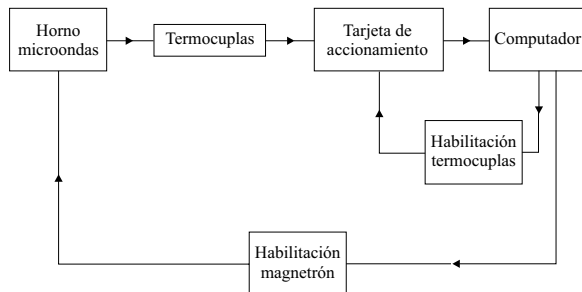 Horno
microondas
Termocuplas
Tarjeta de
accionamiento
Computador
Habilitación
termocuplas
Habilitación
magnetrón